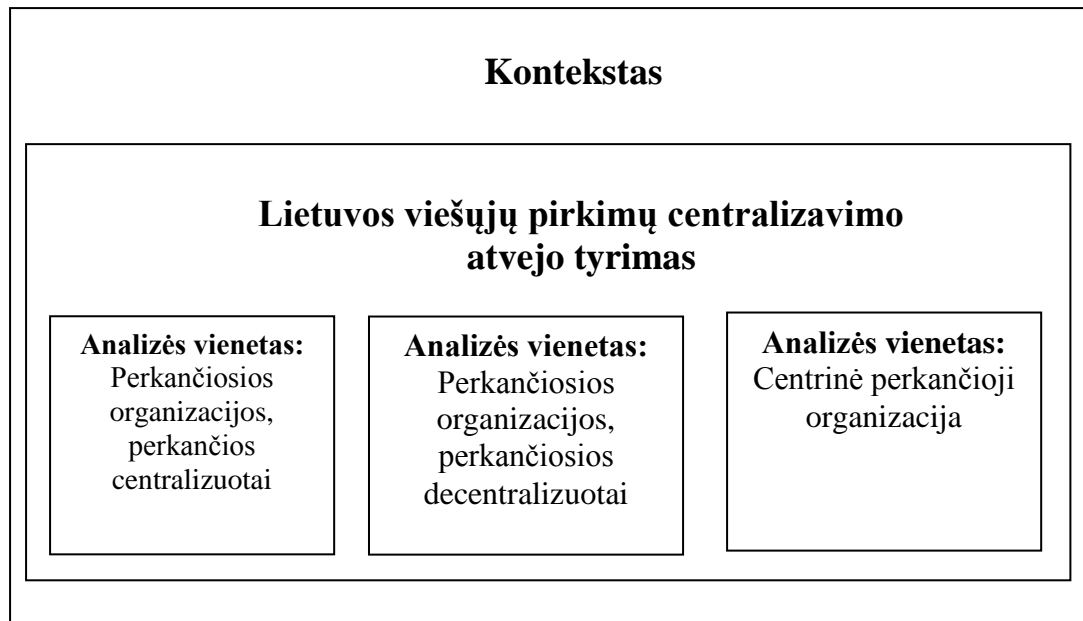 Kontekstas
Lietuvos viešųjų pirkimų centralizavimo
atvejo tyrimas
Analizės vienetas:
Perkančiosios
organizacijos,
perkančios
centralizuotai
Analizės vienetas:
Perkančiosios
organizacijos,
perkančiosios
decentralizuotai
Analizės vienetas:
Centrinė perkančioji
organizacija